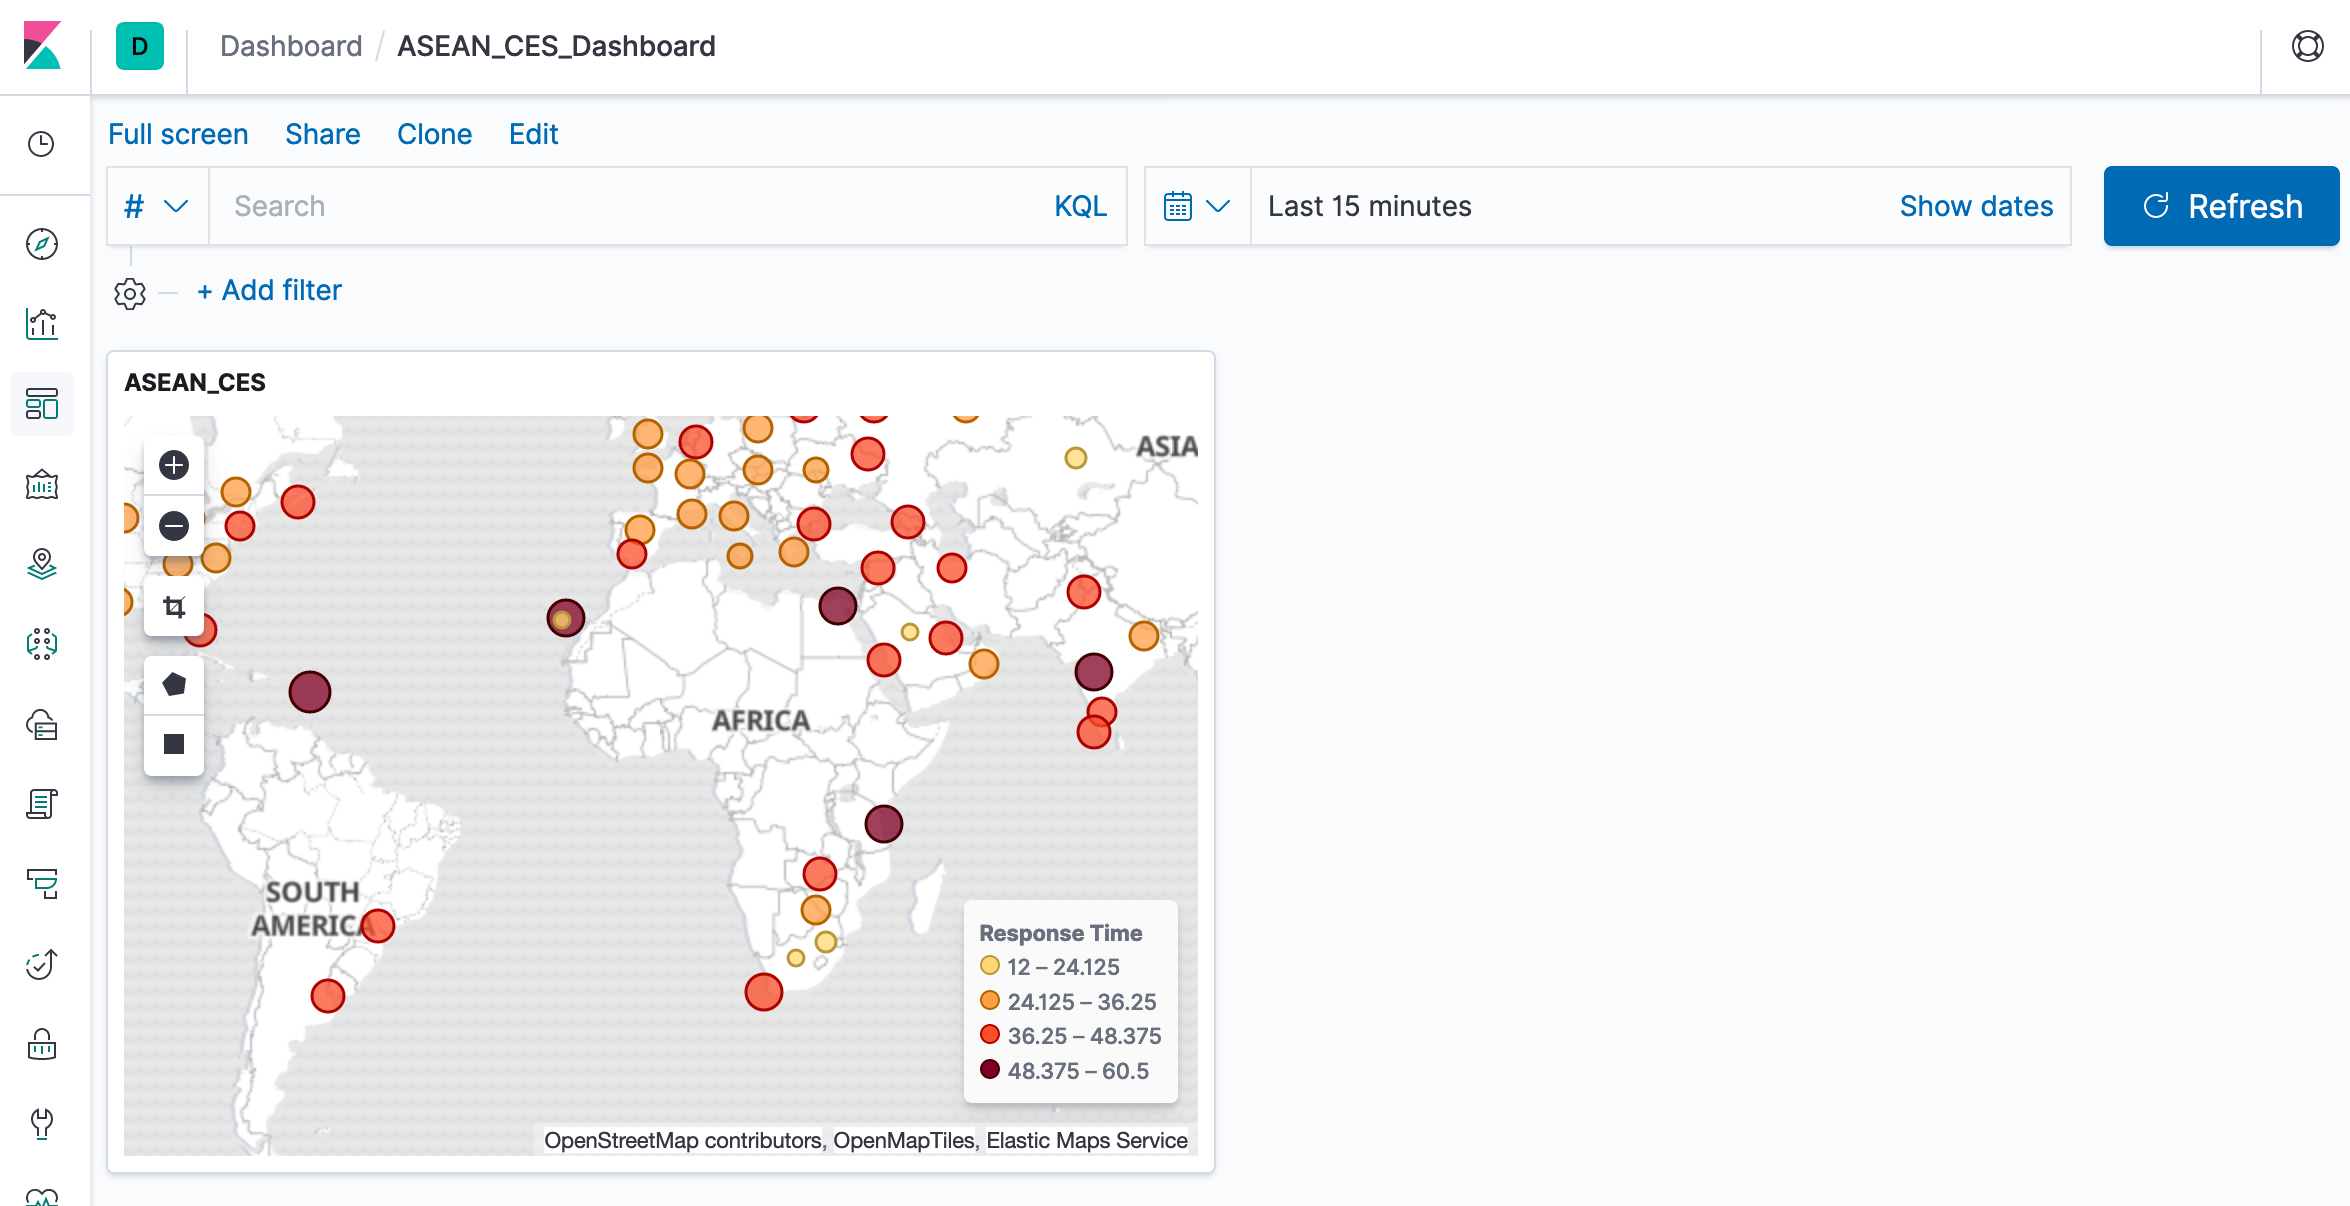 D
Dashboard / ASEAN_CES_Dashboard
Full screen Share Clone Edit
# Search KQL Last 15 minutes Show dates Refresh
+ Add filter
ASEAN_CES
ASIA
AFRICA
SOUTH
AMERICA
Response Time
12 – 24.125
24.125 – 36.25
36.25 – 48.375
48.375 – 60.5
OpenStreetMap contributors, OpenMapTiles, Elastic Maps Service